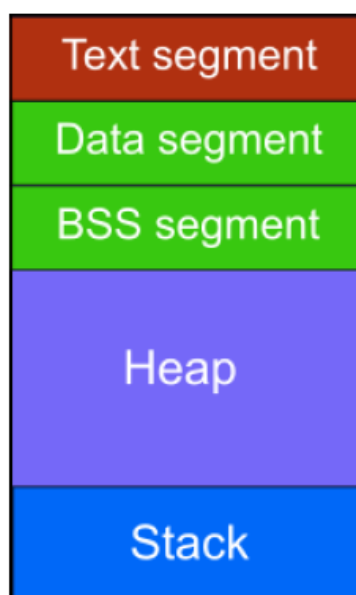 Text segment
Data segment
BSS segment
Heap
Stack